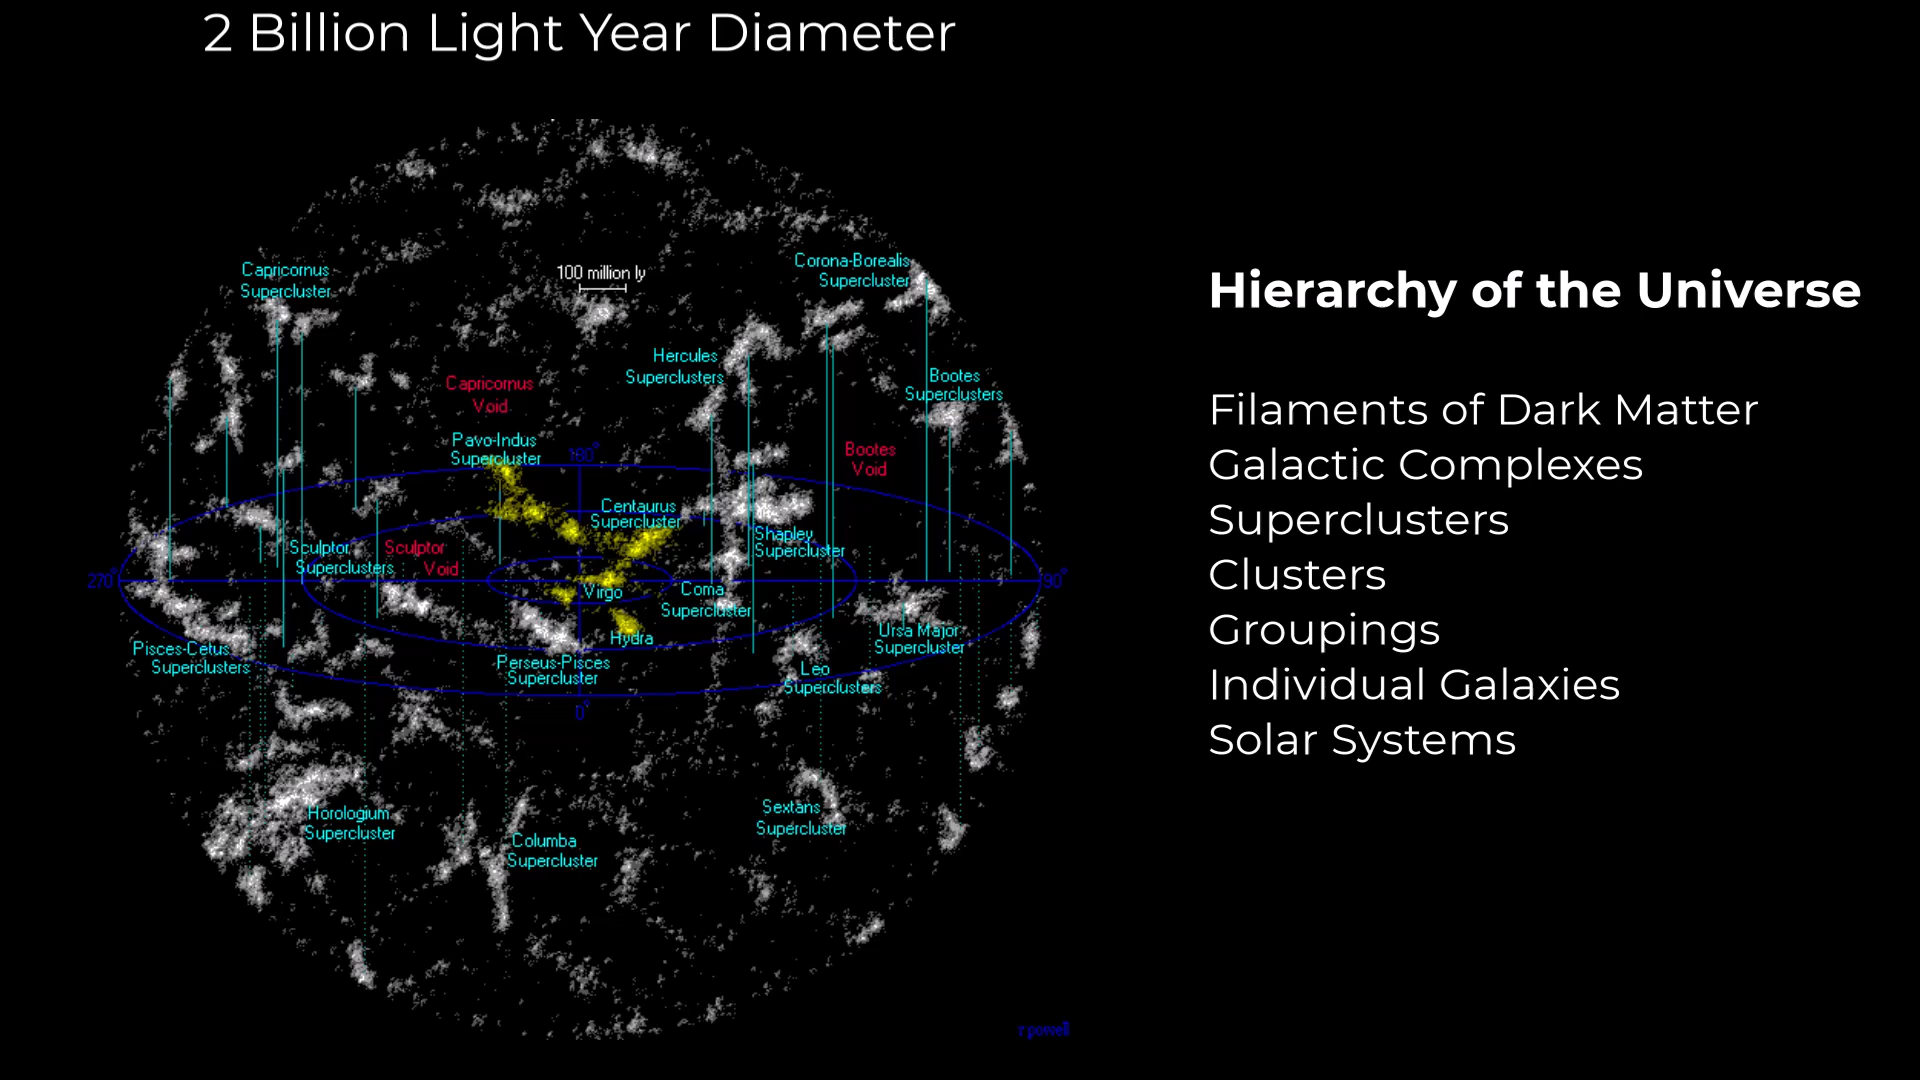 2 Billion Light Year Diameter
100 million ly
Corona-Borealis
Supercluster
Capricornus
Supercluster
Hercules
Superclusters
Bootes
Superclusters
Capricornus
Void
Pavo-Indus
Supercluster
180°
Bootes
Void
Centaurus
Supercluster
Shapley
Supercluster
Sculptor
Superclusters
Sculptor
Void
270°
90°
Virgo
Coma
Supercluster
Hydra
Ursa Major
Supercluster
Pisces-Cetus
Superclusters
Perseus-Pisces
Supercluster
Leo
Superclusters
0°
Horologium
Supercluster
Sextans
Supercluster
Columba
Supercluster
r powell
Hierarchy of the Universe
Filaments of Dark Matter
Galactic Complexes
Superclusters
Clusters
Groupings
Individual Galaxies
Solar Systems